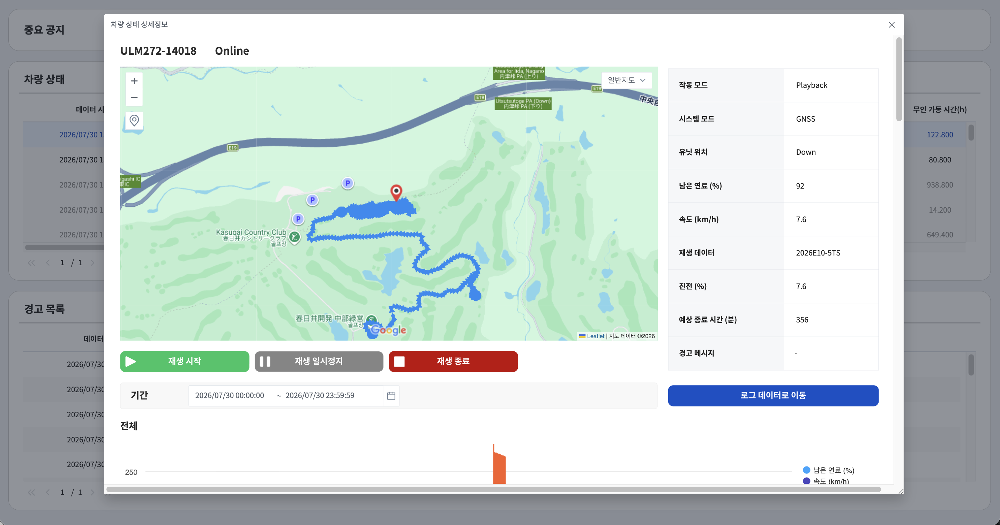 중요 공지
차량 상태 상세정보
ULM272-14018
Online
차량 상태
데이터 시
무인 가동 시간(h)
2026/07/30 1
122.800
2026/07/30 1
80.800
2026/07/30 1
938.800
2026/07/30 1
14.200
2026/07/30 1
649.400
1 / 1
경고 목록
데이터
2026/07/30
2026/07/30
2026/07/30
2026/07/30
2026/07/30
1 / 1
+
−
일반지도
Area for Iida, Nagano
内津峠 PA (上り)
E19
E19
Utsutsutoge PA (Down)
内津峠 PA (下り)
中央自
E19
igashi IC
東IC
P
P
P
Kasugai Country Club
春日井カントリークラブ
골프장
春日井開発 中部緑営
골프장
Google
Leaflet | 지도 데이터 ©2026
작동 모드 Playback
시스템 모드 GNSS
유닛 위치 Down
남은 연료 (%) 92
속도 (km/h) 7.6
재생 데이터 2026E10-5TS
진전 (%) 7.6
예상 종료 시간 (분) 356
경고 메시지 -
재생 시작
재생 일시정지
재생 종료
기간
2026/07/30 00:00:00 ~ 2026/07/30 23:59:59
로그 데이터로 이동
전체
250
남은 연료 (%)
속도 (km/h)